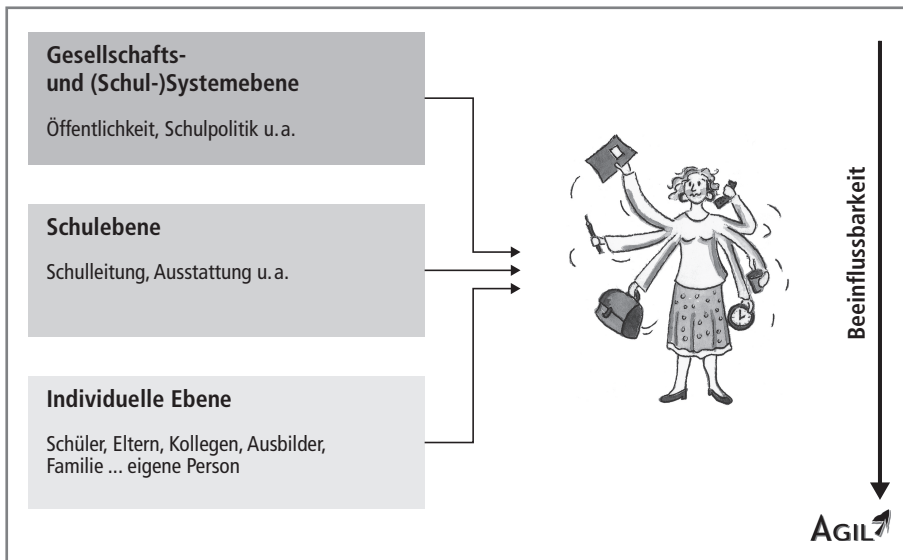 Gesellschafts-
und (Schul-)Systemebene
Öffentlichkeit, Schulpolitik u.a.
Schulebene
Schulleitung, Ausstattung u.a.
Individuelle Ebene
Schüler, Eltern, Kollegen, Ausbilder,
Familie ... eigene Person
Beeinflussbarkeit
AGIL